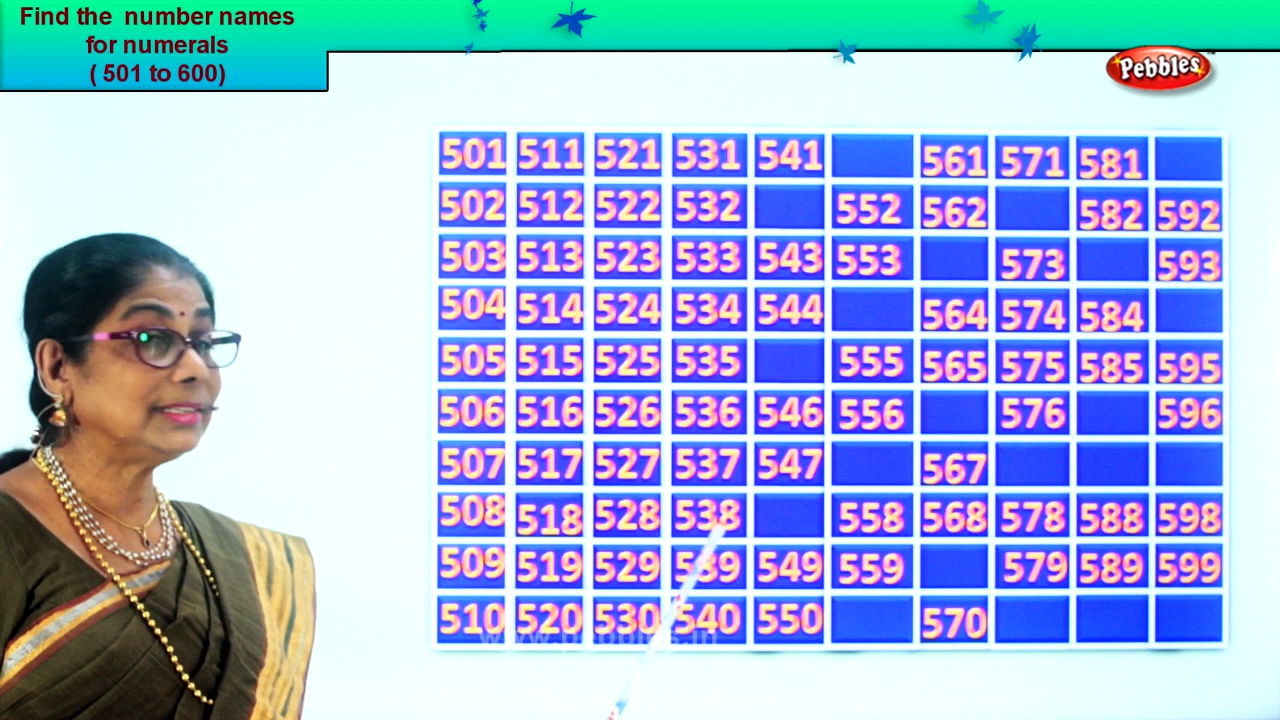 Find the number names
for numerals
( 501 to 600)
Pebbles
501 511 521 531 541 561 571 581
502 512 522 532 552 562 582 592
503 513 523 533 543 553 573 593
504 514 524 534 544 564 574 584
505 515 525 535 555 565 575 585 595
506 516 526 536 546 556 576 596
507 517 527 537 547 567
508 518 528 538 558 568 578 588 598
509 519 529 539 549 559 579 589 599
510 520 530 540 550 570
www.pebbles.in